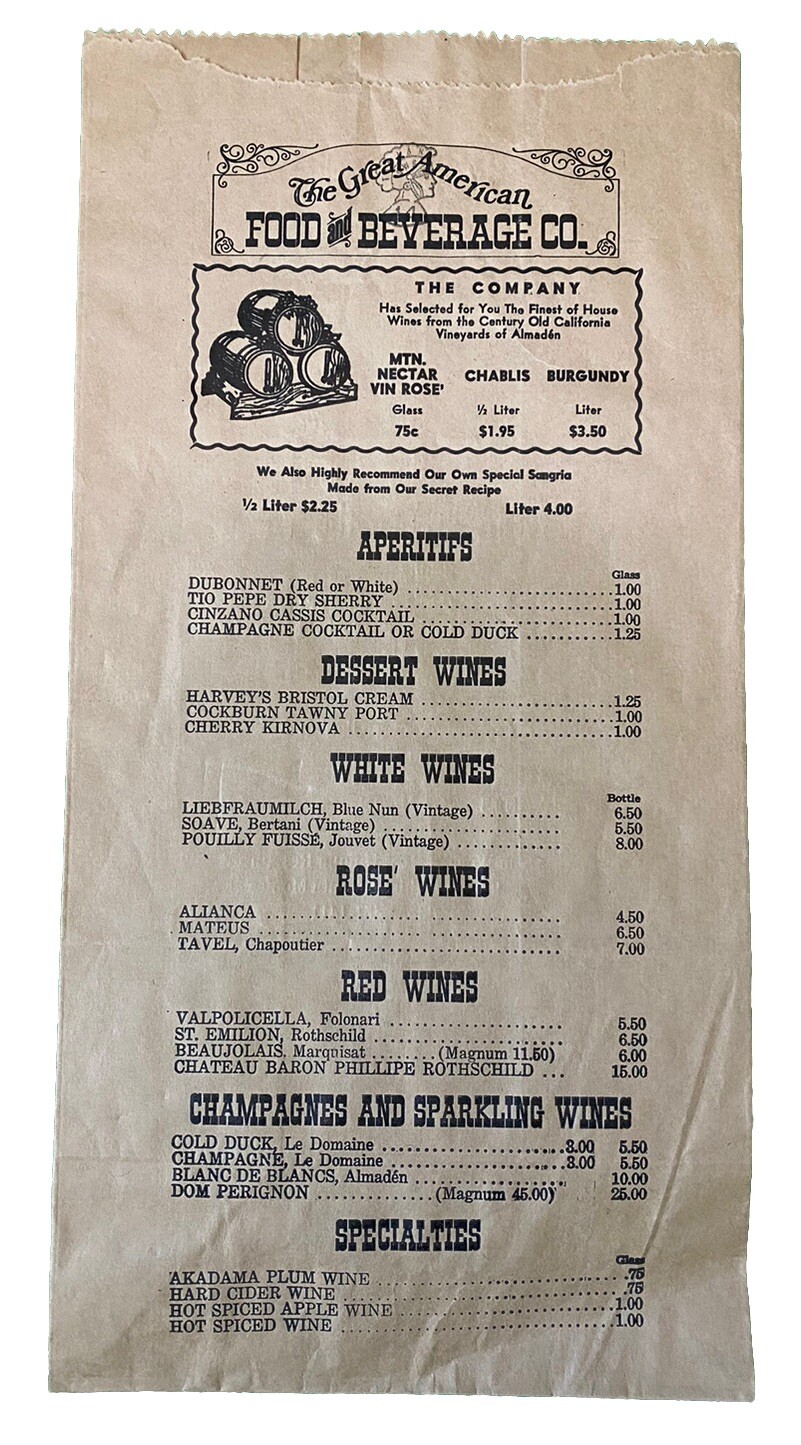 The Great American
FOOD and BEVERAGE CO.
THE COMPANY
Has Selected for You The Finest of House
Wines from the Century Old California
Vineyards of Almadén
MTN.
NECTAR CHABLIS BURGUNDY
VIN ROSE'
Glass ½ Liter Liter
75c $1.95 $3.50
We Also Highly Recommend Our Own Special Sangria
Made from Our Secret Recipe
½ Liter $2.25 Liter 4.00
APERITIFS
Glass
DUBONNET (Red or White) ........................1.00
TIO PEPE DRY SHERRY ..........................1.00
CINZANO CASSIS COCKTAIL ......................1.00
CHAMPAGNE COCKTAIL OR COLD DUCK ..........1.25
DESSERT WINES
HARVEY'S BRISTOL CREAM ......................1.25
COCKBURN TAWNY PORT ........................1.00
CHERRY KIRNOVA ..............................1.00
WHITE WINES
Bottle
LIEBFRAUMILCH, Blue Nun (Vintage) .......... 6.50
SOAVE, Bertani (Vintage) ...................... 5.50
POUILLY FUISSÉ, Jouvet (Vintage) ............. 8.00
ROSE' WINES
ALIANCA .................................... 4.50
MATEUS ..................................... 6.50
TAVEL, Chapoutier ............................ 7.00
RED WINES
VALPOLICELLA, Folonari ...................... 5.50
ST. EMILION, Rothschild ........................ 6.50
BEAUJOLAIS, Marquisat ........(Magnum 11.50) 6.00
CHATEAU BARON PHILLIPE ROTHSCHILD ... 15.00
CHAMPAGNES AND SPARKLING WINES
COLD DUCK, Le Domaine .......................3.00 5.50
CHAMPAGNE, Le Domaine ......................3.00 5.50
BLANC DE BLANCS, Almadén ................... 10.00
DOM PERIGNON ..............(Magnum 45.00) 25.00
SPECIALTIES
Glass
AKADAMA PLUM WINE .............................75
HARD CIDER WINE ................................75
HOT SPICED APPLE WINE ........................1.00
HOT SPICED WINE ..............................1.00